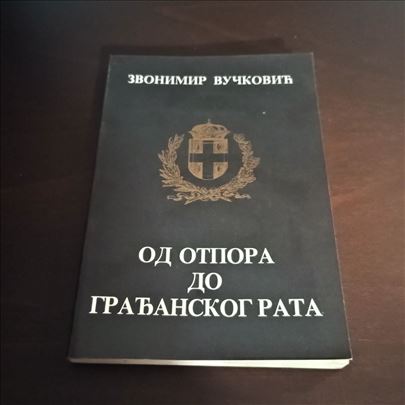 ЗВОНИМИР ВУЧКОВИЋ
ОД ОТПОРА
ДО
ГРАЂАНСКОГ РАТА